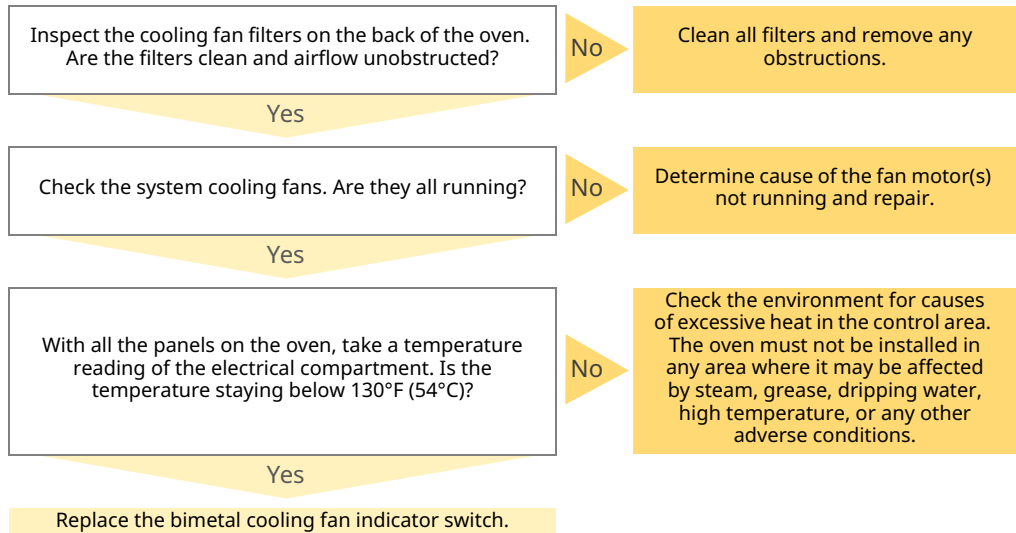 Inspect the cooling fan filters on the back of the oven.
Are the filters clean and airflow unobstructed?
No
Clean all filters and remove any
obstructions.
Yes
Check the system cooling fans. Are they all running?
No
Determine cause of the fan motor(s)
not running and repair.
Yes
With all the panels on the oven, take a temperature
reading of the electrical compartment. Is the
temperature staying below 130°F (54°C)?
No
Check the environment for causes
of excessive heat in the control area.
The oven must not be installed in
any area where it may be affected
by steam, grease, dripping water,
high temperature, or any other
adverse conditions.
Yes
Replace the bimetal cooling fan indicator switch.